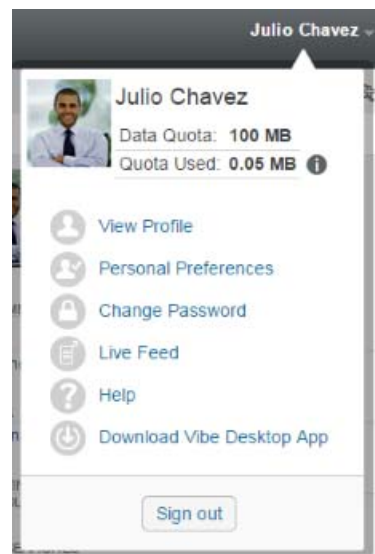 Julio Chavez
Julio Chavez
Data Quota: 100 MB
Quota Used: 0.05 MB
View Profile
Personal Preferences
Change Password
Live Feed
Help
Download Vibe Desktop App
Sign out